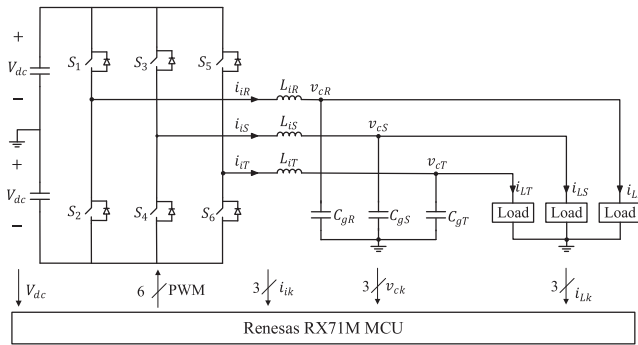 +
V_dc
−
+
V_dc
−
S_1
S_3
S_5
S_2
S_4
S_6
i_iR
L_iR
v_cR
i_iS
L_iS
v_cS
i_iT
L_iT
v_cT
C_gR
C_gS
C_gT
i_LT
i_LS
i_L
Load
Load
Load
V_dc
6
PWM
3
i_ik
3
v_ck
3
i_Lk
Renesas RX71M MCU